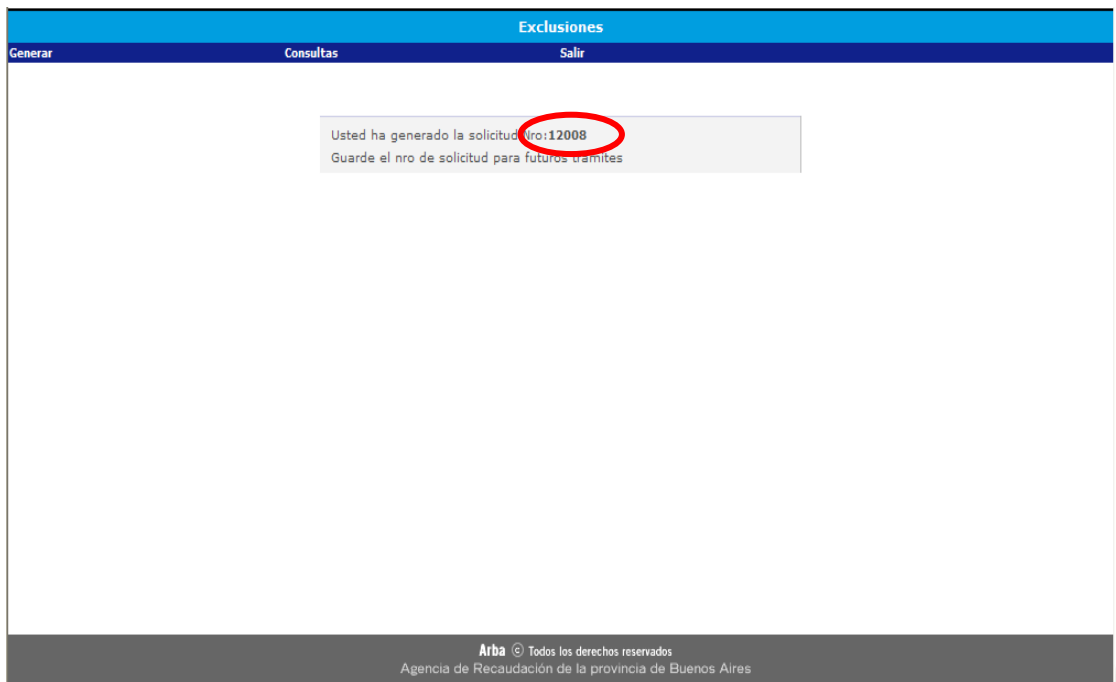 Exclusiones
Generar Consultas Salir
Usted ha generado la solicitud Nro:12008
Guarde el nro de solicitud para futuros tramites
Arba © Todos los derechos reservados
Agencia de Recaudación de la provincia de Buenos Aires